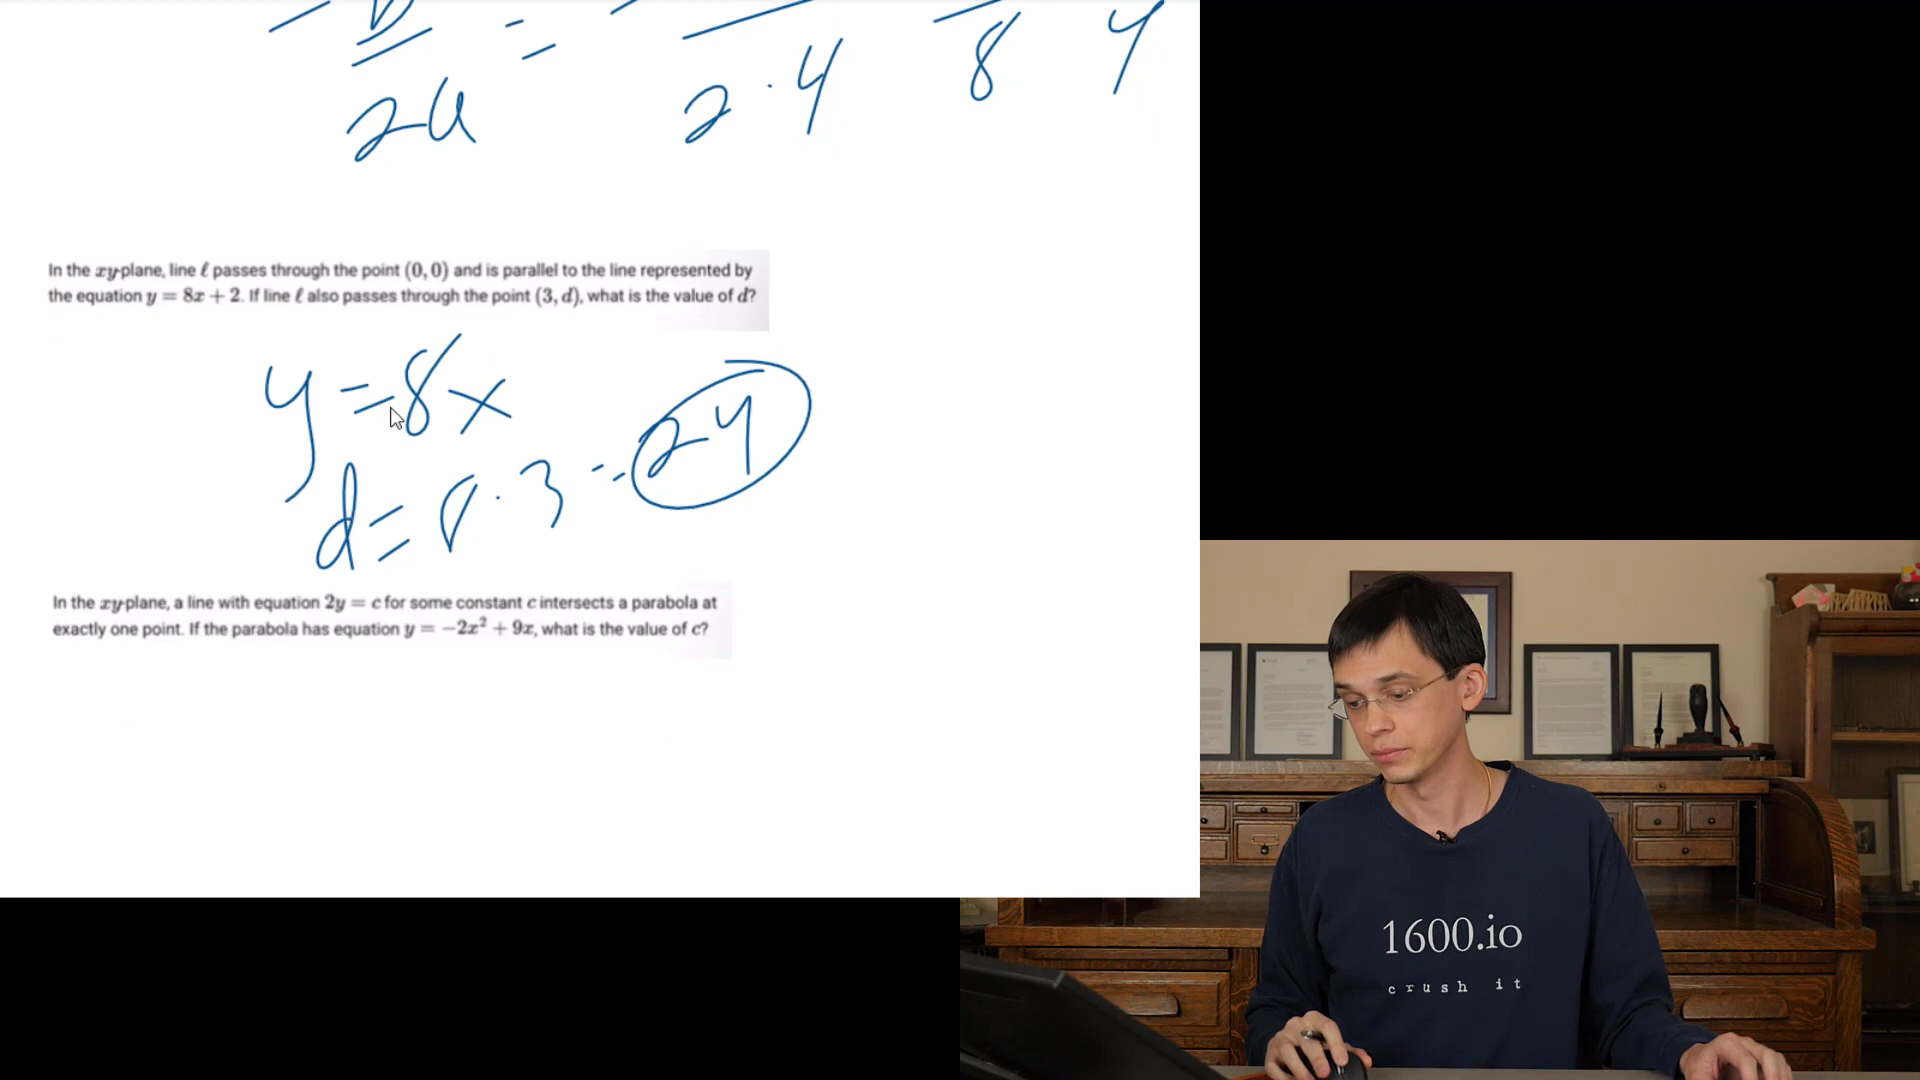 - b
2a = 2 · 4 8 4
In the xy-plane, line ℓ passes through the point (0, 0) and is parallel to the line represented by
the equation y = 8x + 2. If line ℓ also passes through the point (3, d), what is the value of d?
y = 8x
d = 8 · 3 = 24
In the xy-plane, a line with equation 2y = c for some constant c intersects a parabola at
exactly one point. If the parabola has equation y = −2x² + 9x, what is the value of c?
1600.io
crush it